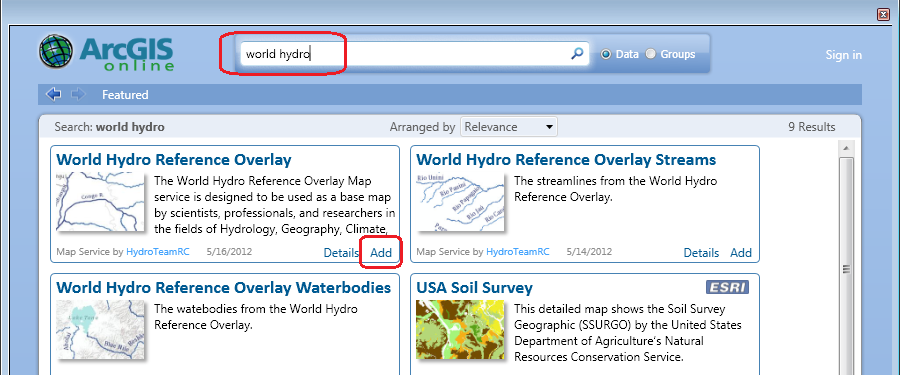 ArcGIS
online
world hydro
Data
Groups
Sign in
Featured
Search: world hydro
Arranged by
Relevance
9 Results
World Hydro Reference Overlay
The World Hydro Reference Overlay Map
service is designed to be used as a base map
by scientists, professionals, and researchers in
the fields of Hydrology, Geography, Climate,
Map Service by HydroTeamRC
5/16/2012
Details
Add
World Hydro Reference Overlay Streams
The streamlines from the World Hydro
Reference Overlay.
Map Service by HydroTeamRC
5/14/2012
Details
Add
World Hydro Reference Overlay Waterbodies
The watebodies from the World Hydro
Reference Overlay.
USA Soil Survey
ESRI
This detailed map shows the Soil Survey
Geographic (SSURGO) by the United States
Department of Agriculture's Natural
Resources Conservation Service.